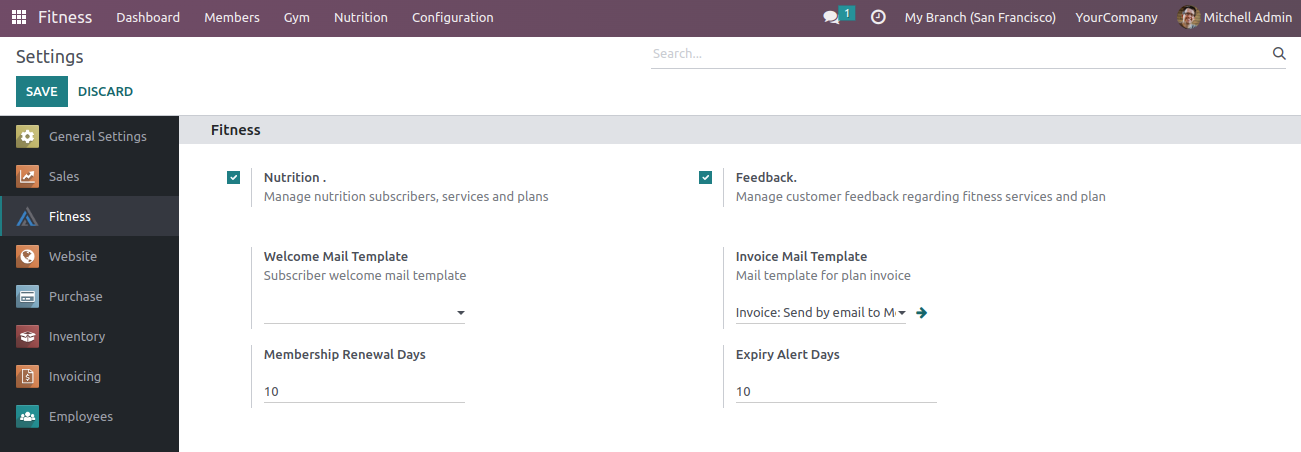 Fitness Dashboard Members Gym Nutrition Configuration 1 My Branch (San Francisco) YourCompany Mitchell Admin
Settings
Search...
SAVE DISCARD
General Settings
Sales
Fitness
Website
Purchase
Inventory
Invoicing
Employees
Fitness
Nutrition . Feedback.
Manage nutrition subscribers, services and plans Manage customer feedback regarding fitness services and plan
Welcome Mail Template Invoice Mail Template
Subscriber welcome mail template Mail template for plan invoice
Invoice: Send by email to M
Membership Renewal Days Expiry Alert Days
10 10